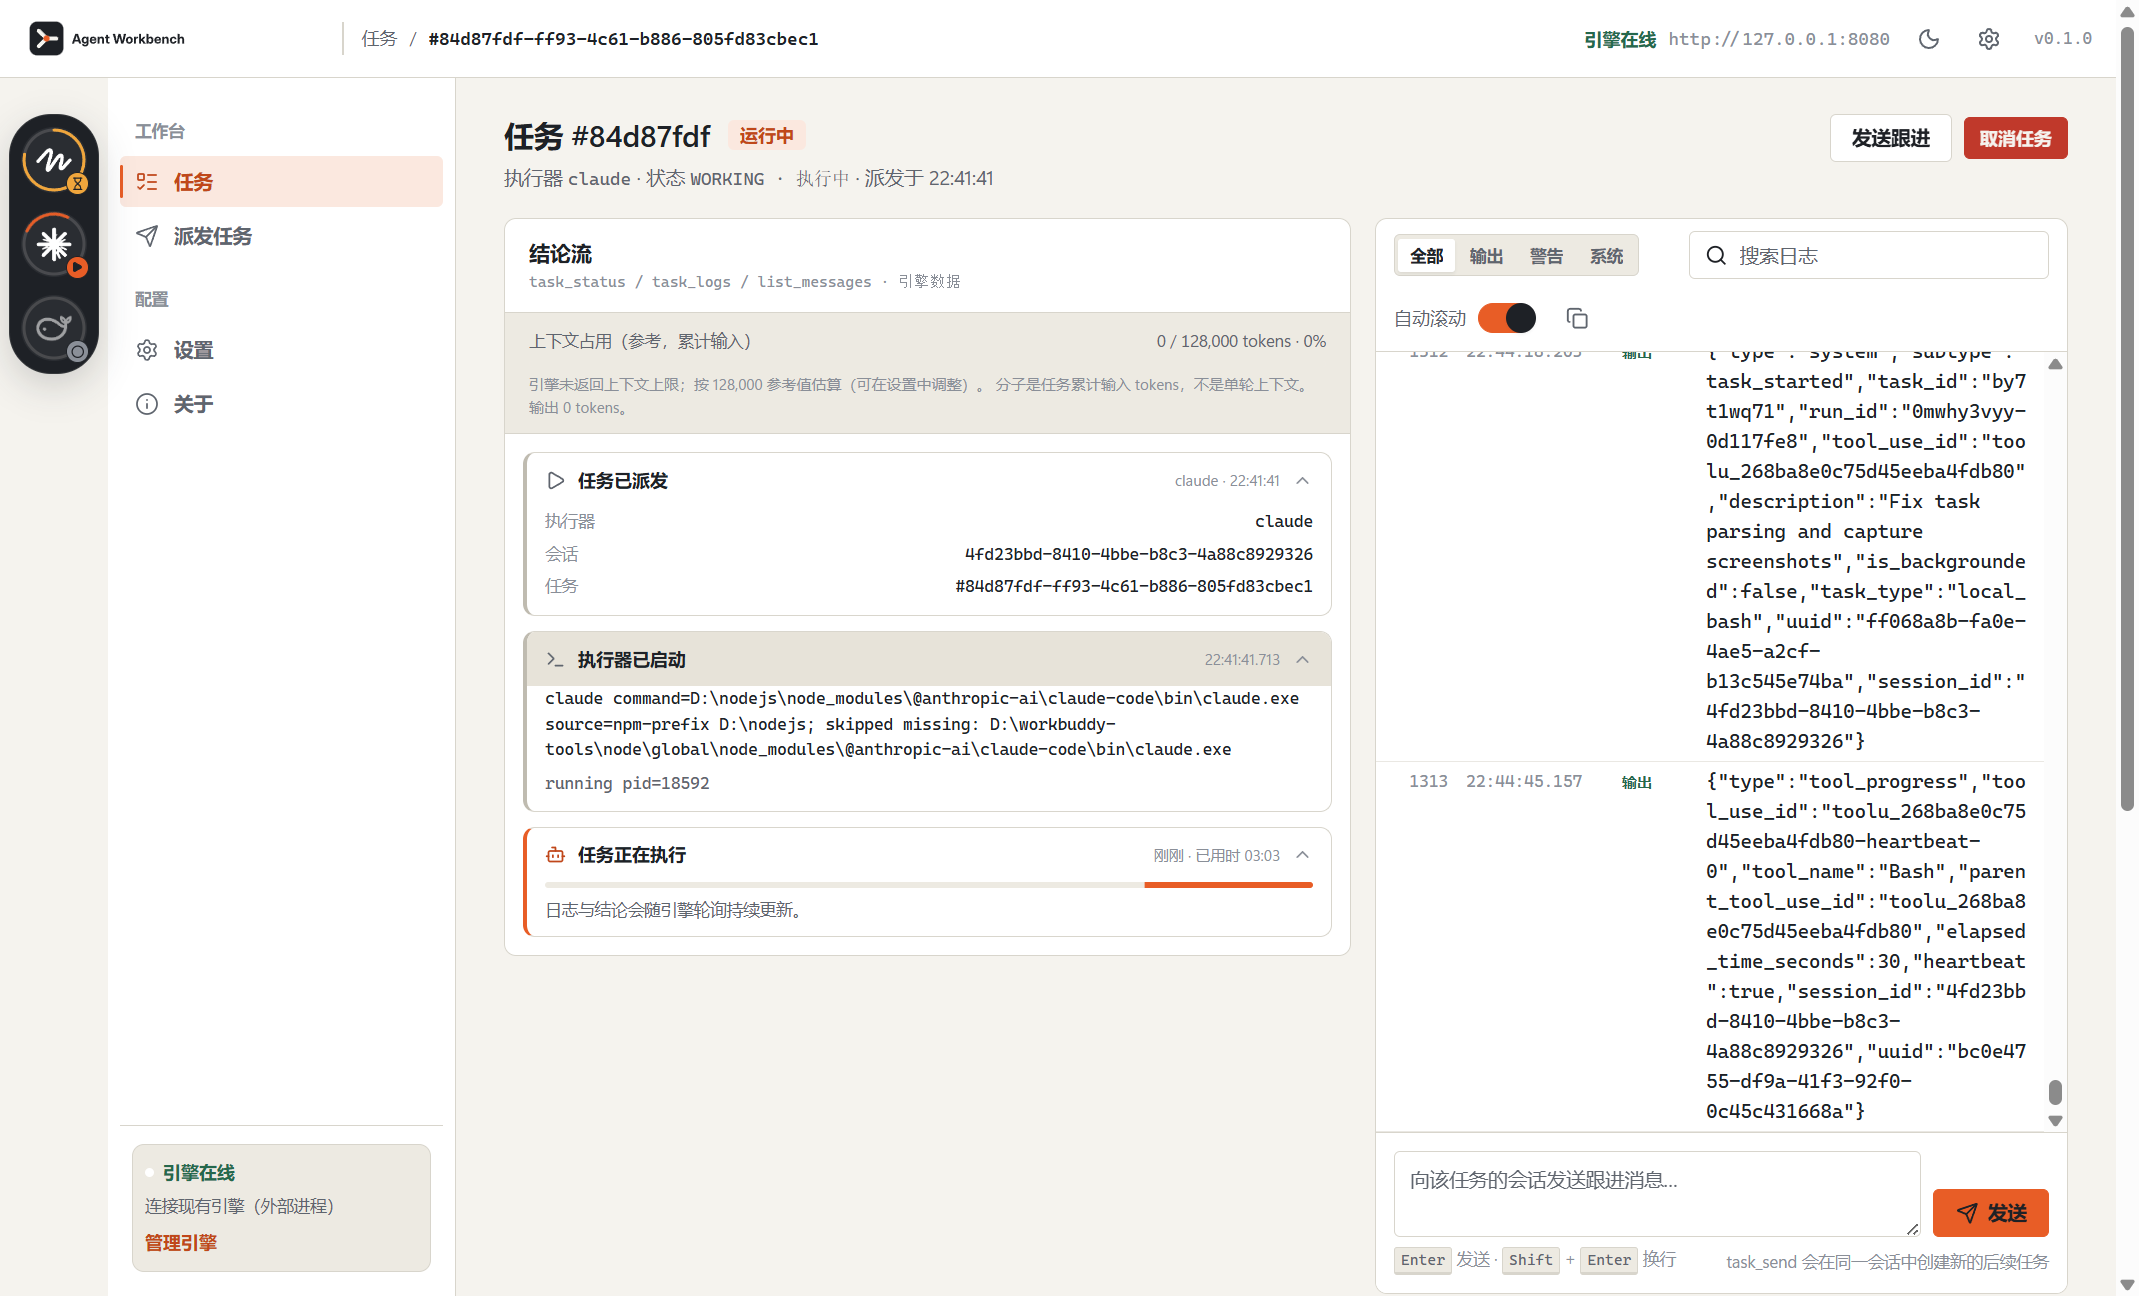 Agent Workbench
任务 / #84d87fdf-ff93-4c61-b886-805fd83cbec1
引擎在线 http://127.0.0.1:8080
v0.1.0
工作台
任务
派发任务
配置
设置
关于
引擎在线
连接现有引擎（外部进程）
管理引擎
任务 #84d87fdf 运行中
执行器 claude · 状态 WORKING · 执行中 · 派发于 22:41:41
发送跟进
取消任务
结论流
task_status / task_logs / list_messages · 引擎数据
上下文占用（参考，累计输入） 0 / 128,000 tokens · 0%
引擎未返回上下文上限；按 128,000 参考值估算（可在设置中调整）。 分子是任务累计输入 tokens，不是单轮上下文。
输出 0 tokens。
任务已派发 claude · 22:41:41
执行器 claude
会话 4fd23bbd-8410-4bbe-b8c3-4a88c8929326
任务 #84d87fdf-ff93-4c61-b886-805fd83cbec1
执行器已启动 22:41:41.713
claude command=D:\nodejs\node_modules\@anthropic-ai\claude-code\bin\claude.exe
source=npm-prefix D:\nodejs; skipped missing: D:\workbuddy-
tools\node\global\node_modules\@anthropic-ai\claude-code\bin\claude.exe
running pid=18592
任务正在执行 刚刚 · 已用时 03:03
日志与结论会随引擎轮询持续更新。
全部 输出 警告 系统
搜索日志
自动滚动
1312 22:44:18.205 输出 {"type":"system","subtype":"
task_started","task_id":"by7
t1wq71","run_id":"0mwhy3vyy-
0d117fe8","tool_use_id":"too
lu_268ba8e0c75d45eeba4fdb80"
,"description":"Fix task
parsing and capture
screenshots","is_backgrounde
d":false,"task_type":"local_
bash","uuid":"ff068a8b-fa0e-
4ae5-a2cf-
b13c545e74ba","session_id":"
4fd23bbd-8410-4bbe-b8c3-
4a88c8929326"}
1313 22:44:45.157 输出 {"type":"tool_progress","too
l_use_id":"toolu_268ba8e0c75
d45eeba4fdb80-heartbeat-
0","tool_name":"Bash","paren
t_tool_use_id":"toolu_268ba8
e0c75d45eeba4fdb80","elapsed
_time_seconds":30,"heartbeat
":true,"session_id":"4fd23bb
d-8410-4bbe-b8c3-
4a88c8929326","uuid":"bc0e47
55-df9a-41f3-92f0-
0c45c431668a"}
向该任务的会话发送跟进消息...
发送
Enter 发送 · Shift + Enter 换行
task_send 会在同一会话中创建新的后续任务